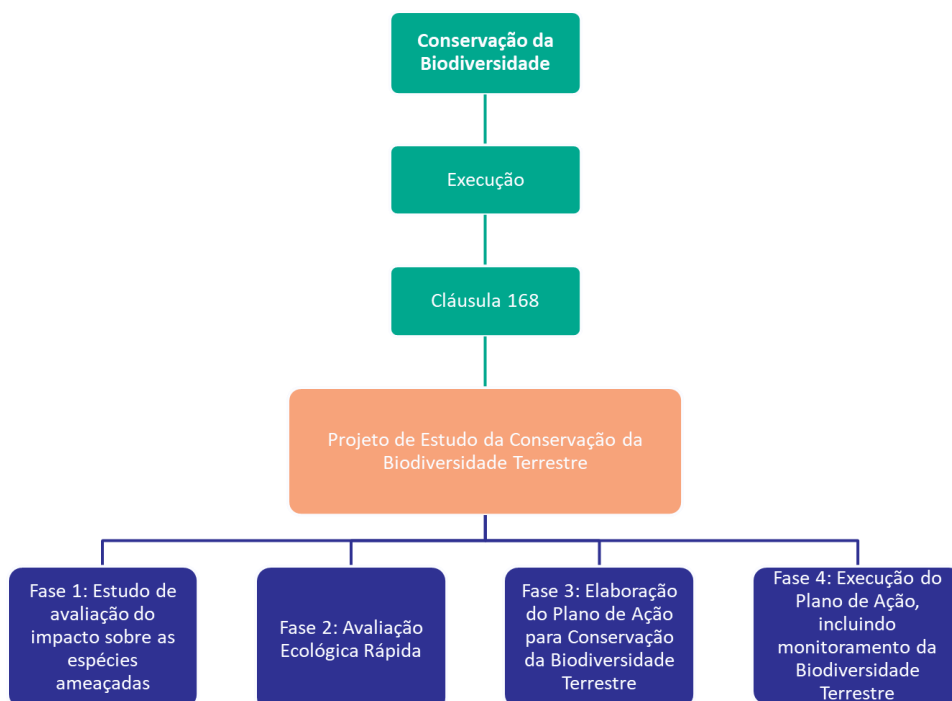 Conservação da
Biodiversidade
Execução
Cláusula 168
Projeto de Estudo da Conservação da
Biodiversidade Terrestre
Fase 1: Estudo de
avaliação do
impacto sobre as
espécies
ameaçadas
Fase 2: Avaliação
Ecológica Rápida
Fase 3: Elaboração
do Plano de Ação
para Conservação
da Biodiversidade
Terrestre
Fase 4: Execução do
Plano de Ação,
incluindo
monitoramento da
Biodiversidade
Terrestre